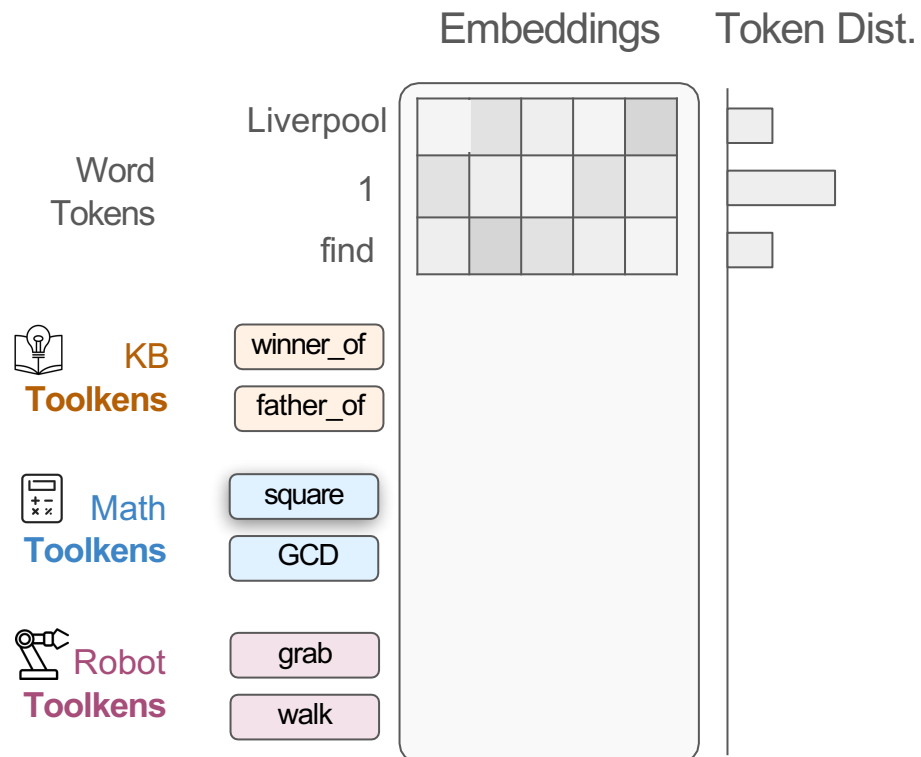 Embeddings
Token Dist.
Word
Tokens
Liverpool
1
find
KB
Toolkens
winner_of
father_of
Math
Toolkens
square
GCD
Robot
Toolkens
grab
walk